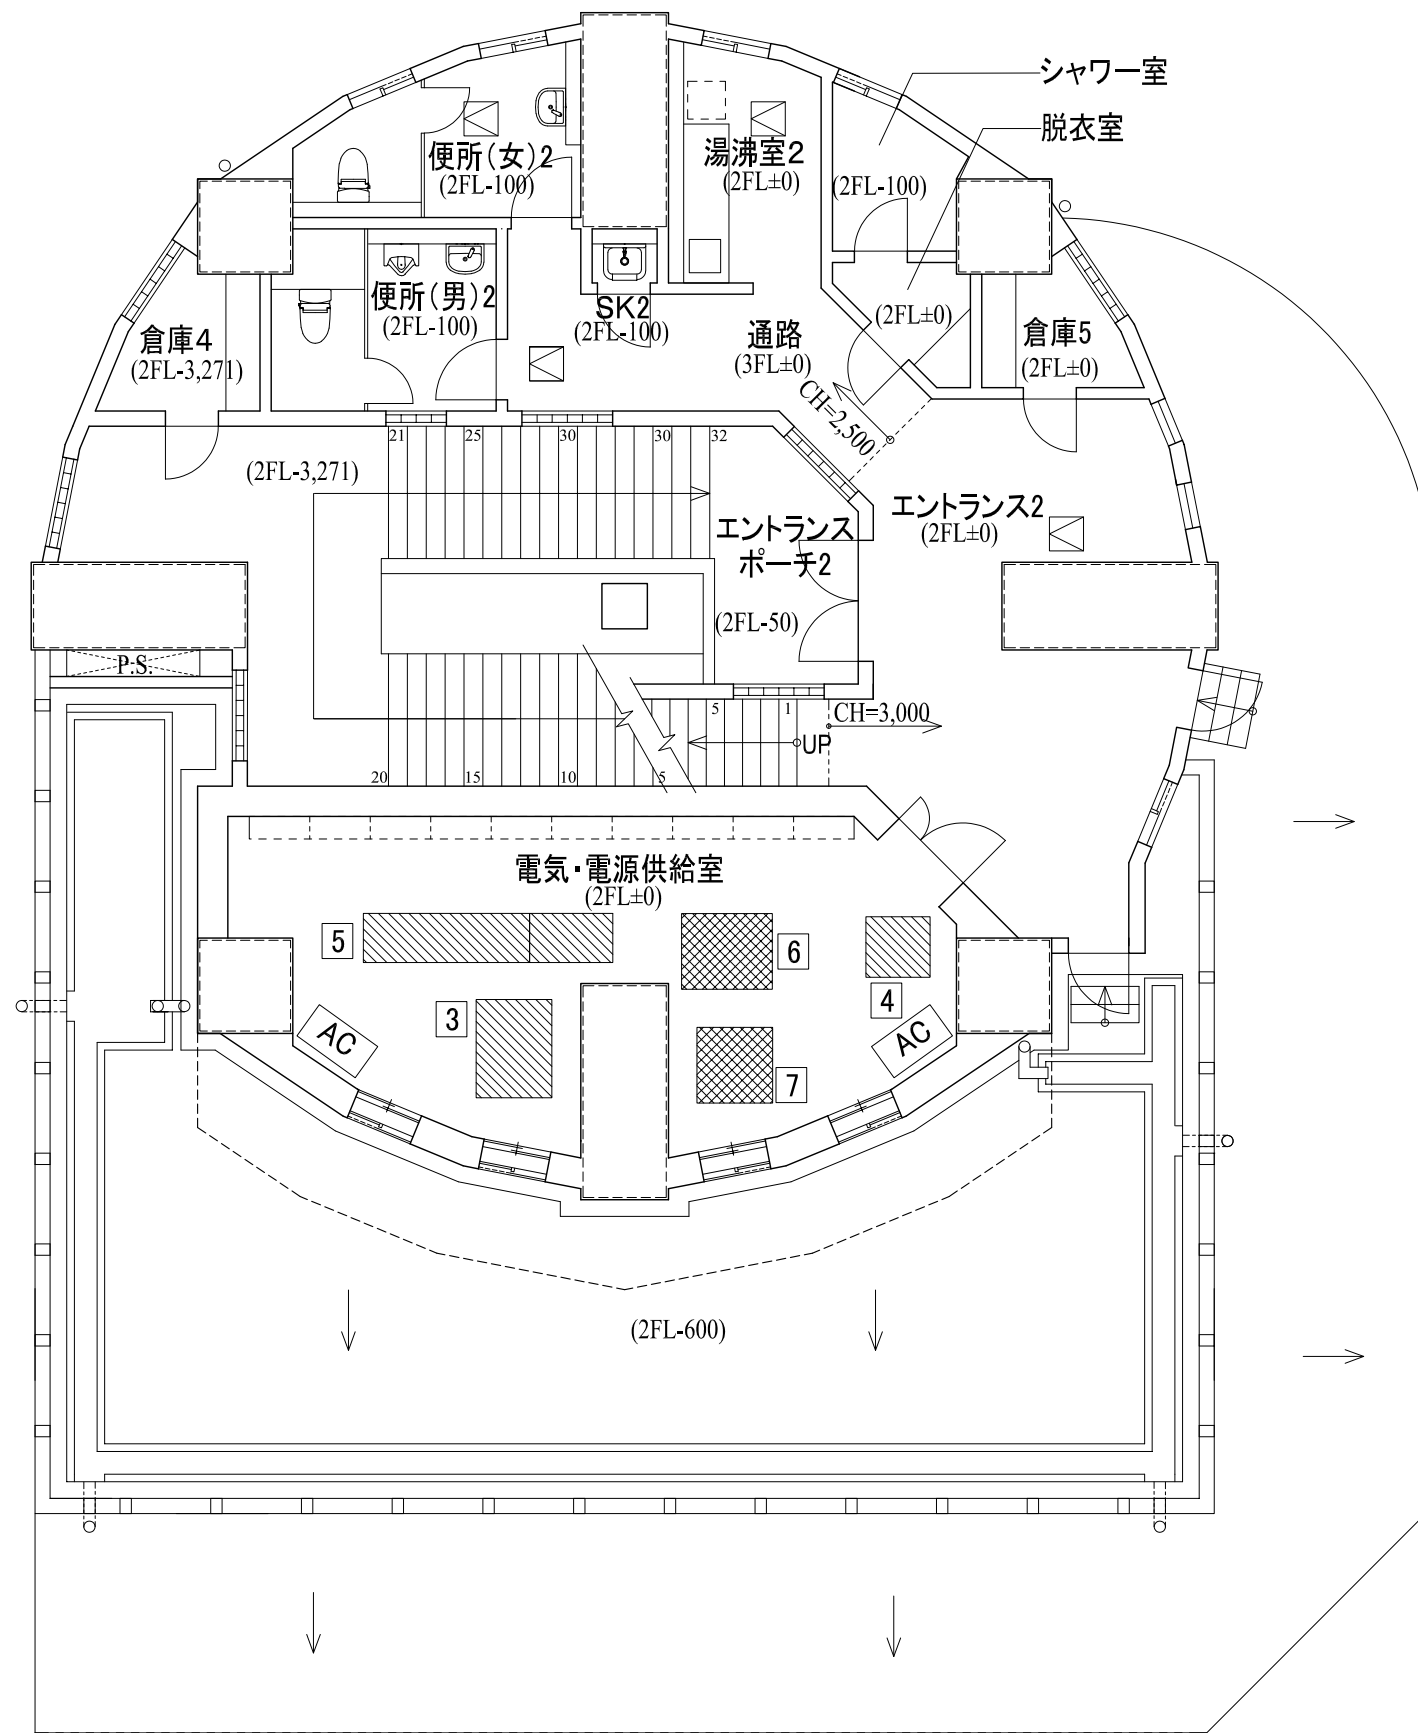 シャワー室
脱衣室
便所(女)2
(2FL-100)
湯沸室2
(2FL±0)
(2FL-100)
便所(男)2
(2FL-100)
SK2
(2FL-100)
通路
(3FL±0)
(2FL±0)
倉庫4
(2FL-3,271)
倉庫5
(2FL±0)
CH=2,500
21
25
30
30
32
(2FL-3,271)
エントランス2
(2FL±0)
エントランス
ポーチ2
(2FL-50)
P.S.
5
1
CH=3,000
UP
20
15
10
5
電気・電源供給室
(2FL±0)
5
6
4
3
AC
AC
7
(2FL-600)